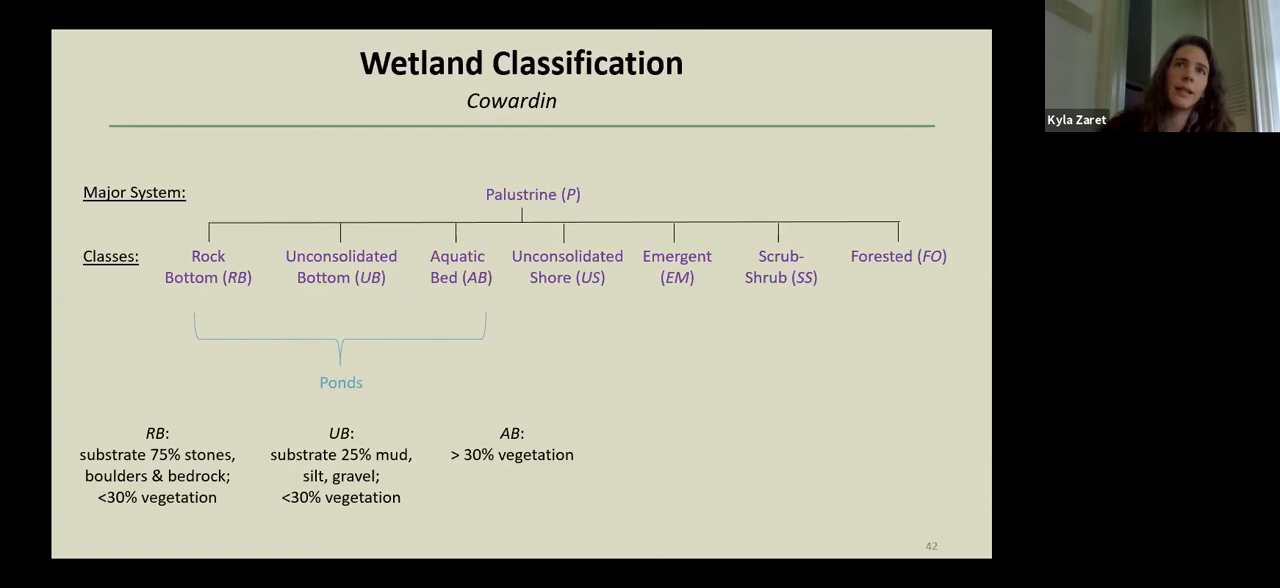 Wetland Classification
Cowardin
Kyla Zaret
Major System:
Palustrine (P)
Classes:
Rock
Bottom (RB)
Unconsolidated
Bottom (UB)
Aquatic
Bed (AB)
Unconsolidated
Shore (US)
Emergent
(EM)
Scrub-
Shrub (SS)
Forested (FO)
Ponds
RB:
substrate 75% stones,
boulders & bedrock;
<30% vegetation
UB:
substrate 25% mud,
silt, gravel;
<30% vegetation
AB:
> 30% vegetation
42